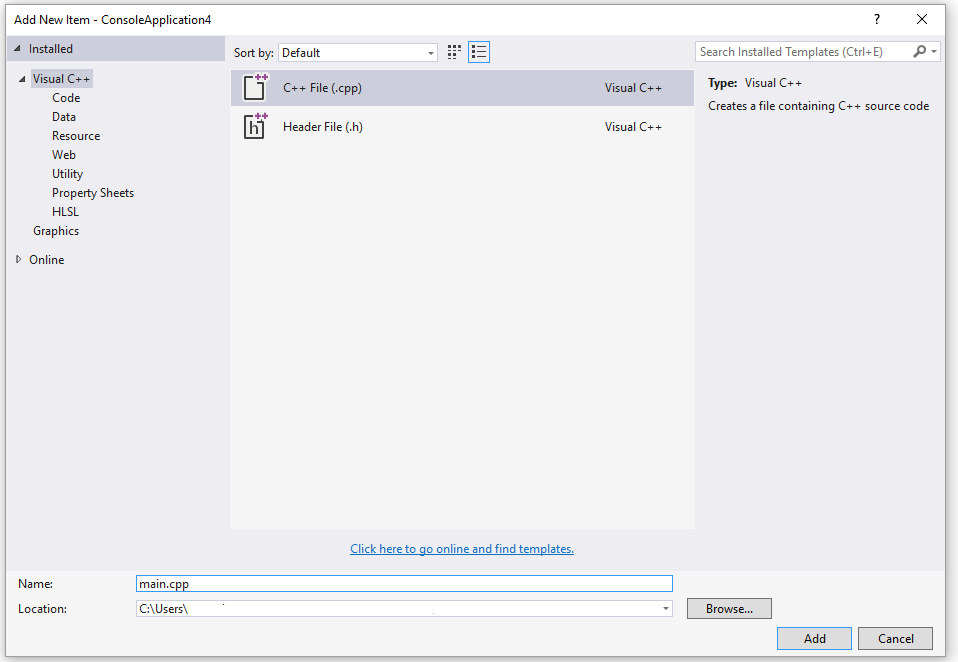 Add New Item - ConsoleApplication4
?
Installed
Sort by: Default
Search Installed Templates (Ctrl+E)
Visual C++
Code
Data
Resource
Web
Utility
Property Sheets
HLSL
Graphics
Online
C++ File (.cpp) Visual C++
Header File (.h) Visual C++
Type: Visual C++
Creates a file containing C++ source code
Click here to go online and find templates.
Name: main.cpp
Location: C:\Users\ Browse...
Add Cancel